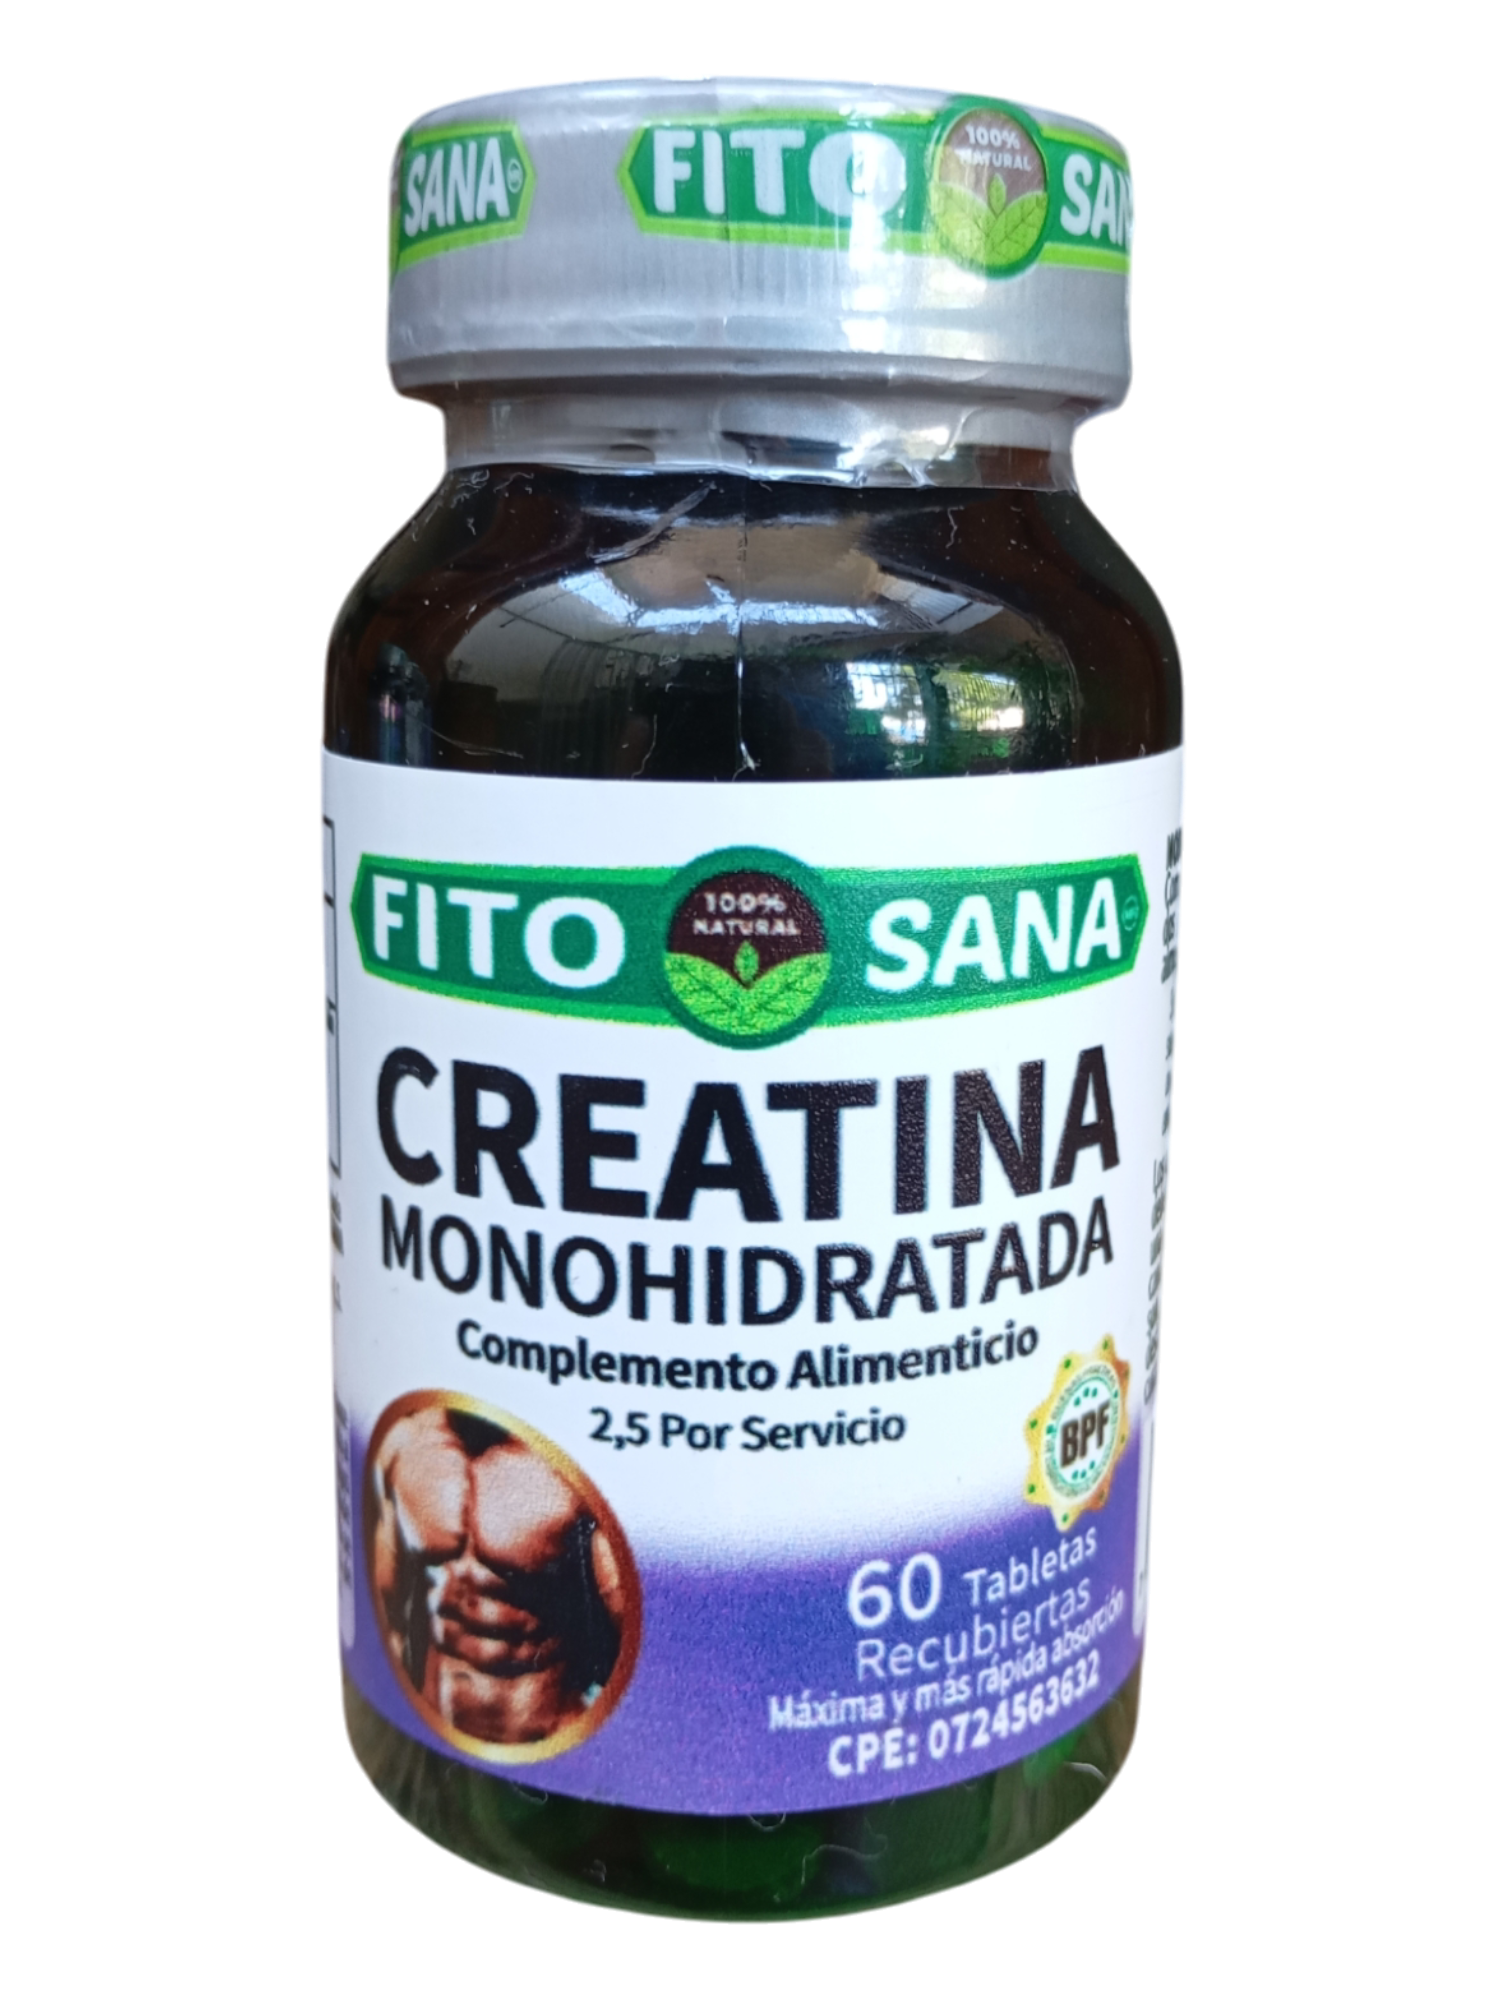 SANA
FITO 100% NATURAL SAN
FITO 100% NATURAL SANA
CREATINA
MONOHIDRATADA
Complemento Alimenticio
2,5 Por Servicio
BPF
60 Tabletas
Recubiertas
Máxima y más rápida absorción
CPE: 0724563632